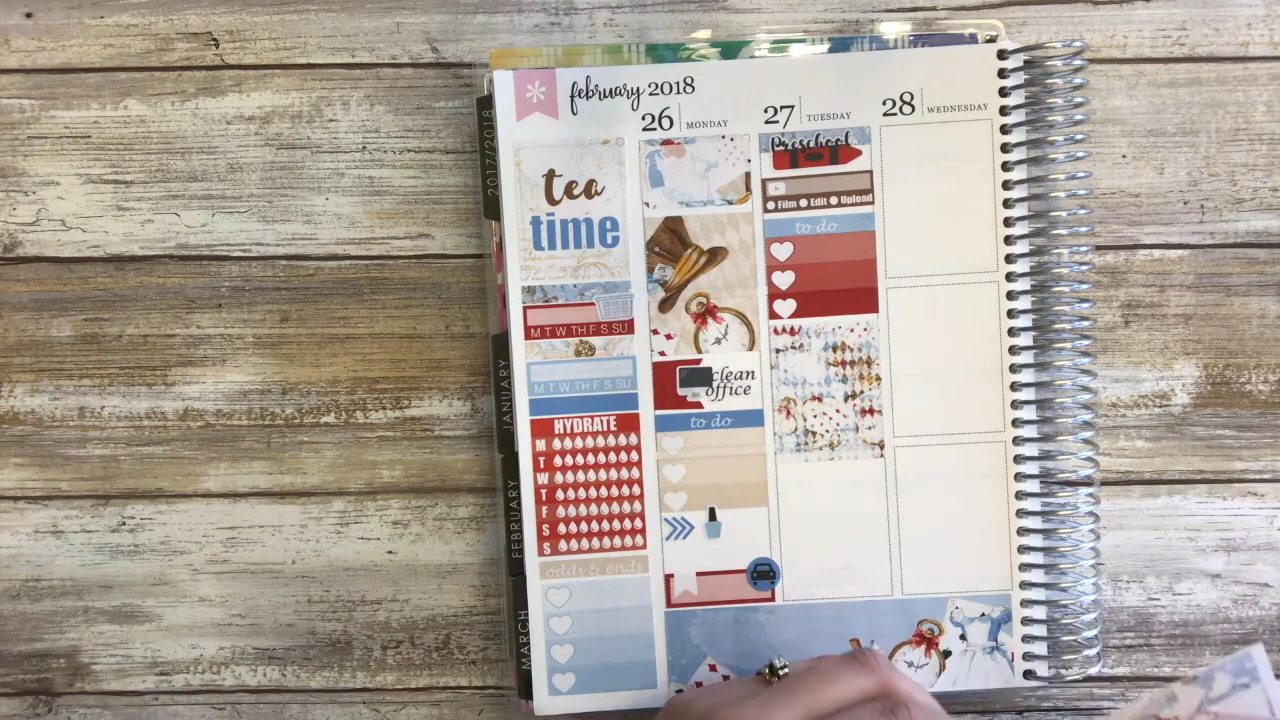 february 2018
26 MONDAY
27 TUESDAY
28 WEDNESDAY
2017/2018
JANUARY
FEBRUARY
MARCH
tea
time
M T W TH F S SU
M T W TH F S SU
HYDRATE
M
T
W
T
F
S
S
odds & ends
clean
office
to do
Preschool
Film Edit Upload
to do